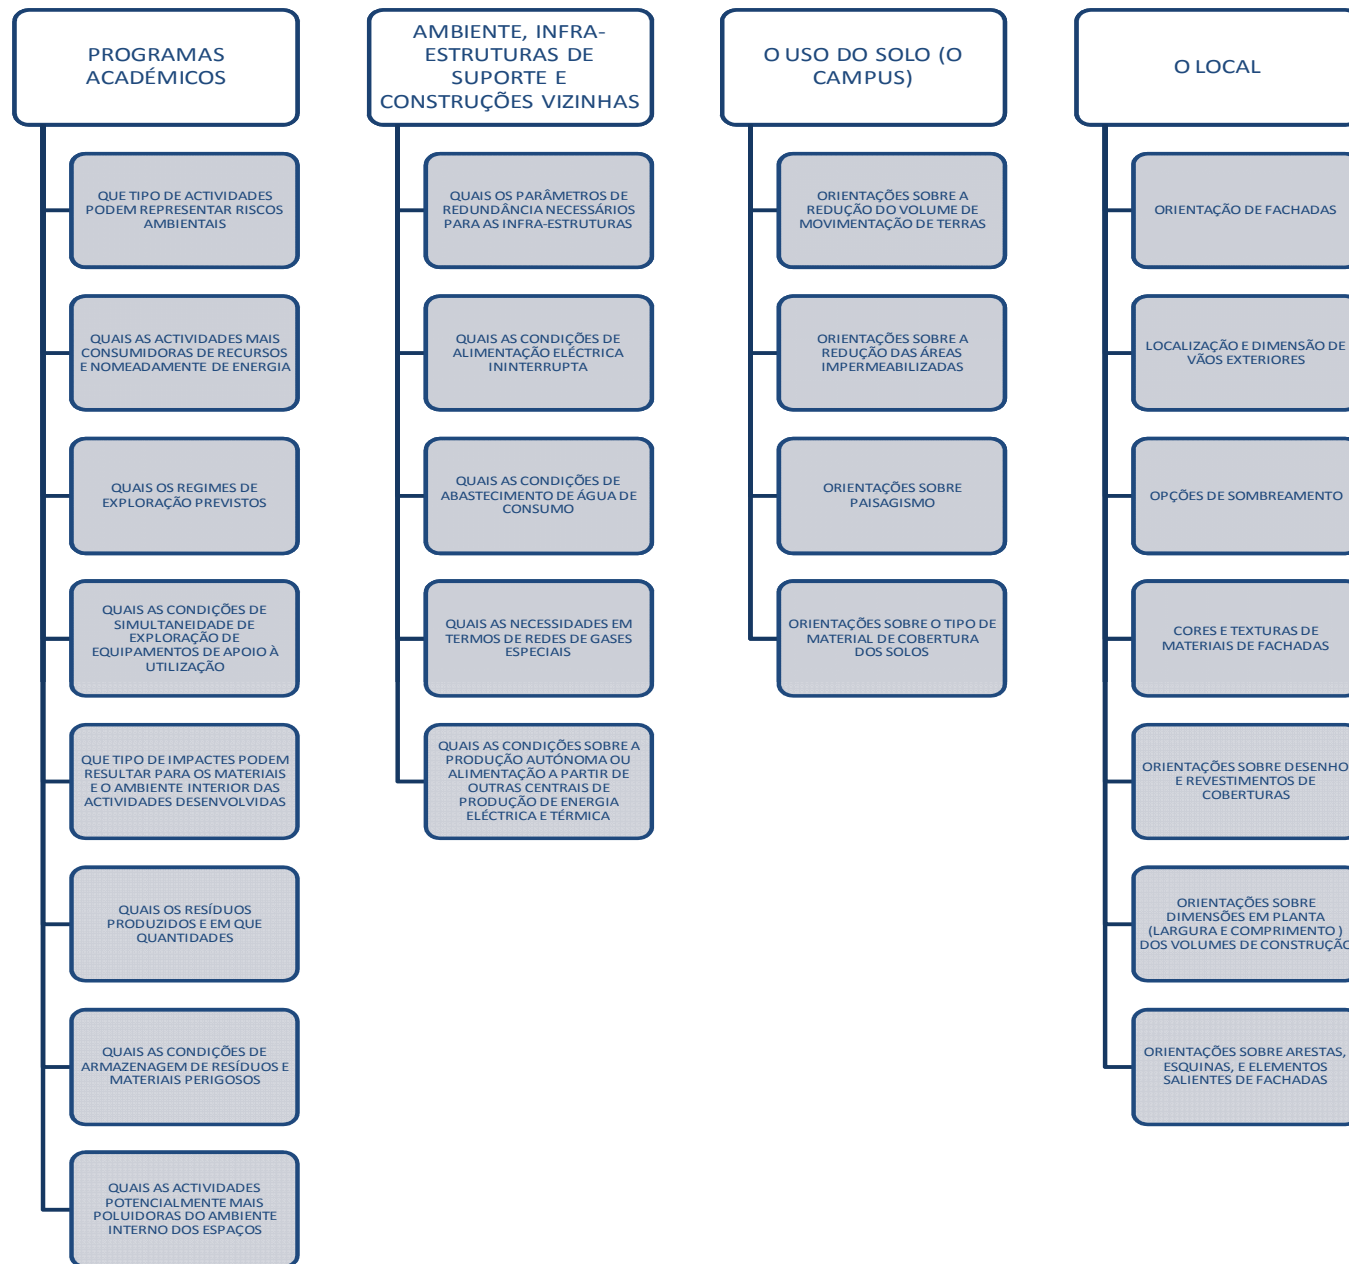 PROGRAMAS
ACADÉMICOS
QUE TIPO DE ACTIVIDADES
PODEM REPRESENTAR RISCOS
AMBIENTAIS
QUAIS AS ACTIVIDADES MAIS
CONSUMIDORAS DE RECURSOS
E NOMEADAMENTE DE ENERGIA
QUAIS OS REGIMES DE
EXPLORAÇÃO PREVISTOS
QUAIS AS CONDIÇÕES DE
SIMULTANEIDADE DE
EXPLORAÇÃO DE
EQUIPAMENTOS DE APOIO À
UTILIZAÇÃO
QUE TIPO DE IMPACTES PODEM
RESULTAR PARA OS MATERIAIS
E O AMBIENTE INTERIOR DAS
ACTIVIDADES DESENVOLVIDAS
QUAIS OS RESÍDUOS
PRODUZIDOS E EM QUE
QUANTIDADES
QUAIS AS CONDIÇÕES DE
ARMAZENAGEM DE RESÍDUOS E
MATERIAIS PERIGOSOS
QUAIS AS ACTIVIDADES
POTENCIALMENTE MAIS
POLUIDORAS DO AMBIENTE
INTERNO DOS ESPAÇOS
AMBIENTE, INFRA-
ESTRUTURAS DE
SUPORTE E
CONSTRUÇÕES VIZINHAS
QUAIS OS PARÂMETROS DE
REDUNDÂNCIA NECESSÁRIOS
PARA AS INFRA-ESTRUTURAS
QUAIS AS CONDIÇÕES DE
ALIMENTAÇÃO ELÉCTRICA
ININTERRUPTA
QUAIS AS CONDIÇÕES DE
ABASTECIMENTO DE ÁGUA DE
CONSUMO
QUAIS AS NECESSIDADES EM
TERMOS DE REDES DE GASES
ESPECIAIS
QUAIS AS CONDIÇÕES SOBRE A
PRODUÇÃO AUTÓNOMA OU
ALIMENTAÇÃO A PARTIR DE
OUTRAS CENTRAIS DE
PRODUÇÃO DE ENERGIA
ELÉCTRICA E TÉRMICA
O USO DO SOLO (O
CAMPUS)
ORIENTAÇÕES SOBRE A
REDUÇÃO DO VOLUME DE
MOVIMENTAÇÃO DE TERRAS
ORIENTAÇÕES SOBRE A
REDUÇÃO DAS ÁREAS
IMPERMEABILIZADAS
ORIENTAÇÕES SOBRE
PAISAGISMO
ORIENTAÇÕES SOBRE O TIPO DE
MATERIAL DE COBERTURA
DOS SOLOS
O LOCAL
ORIENTAÇÃO DE FACHADAS
LOCALIZAÇÃO E DIMENSÃO DE
VÃOS EXTERIORES
OPÇÕES DE SOMBREAMENTO
CORES E TEXTURAS DE
MATERIAIS DE FACHADAS
ORIENTAÇÕES SOBRE DESENHO
E REVESTIMENTOS DE
COBERTURAS
ORIENTAÇÕES SOBRE
DIMENSÕES EM PLANTA
(LARGURA E COMPRIMENTO )
DOS VOLUMES DE CONSTRUÇÃO
ORIENTAÇÕES SOBRE ARESTAS,
ESQUINAS, E ELEMENTOS
SALIENTES DE FACHADAS